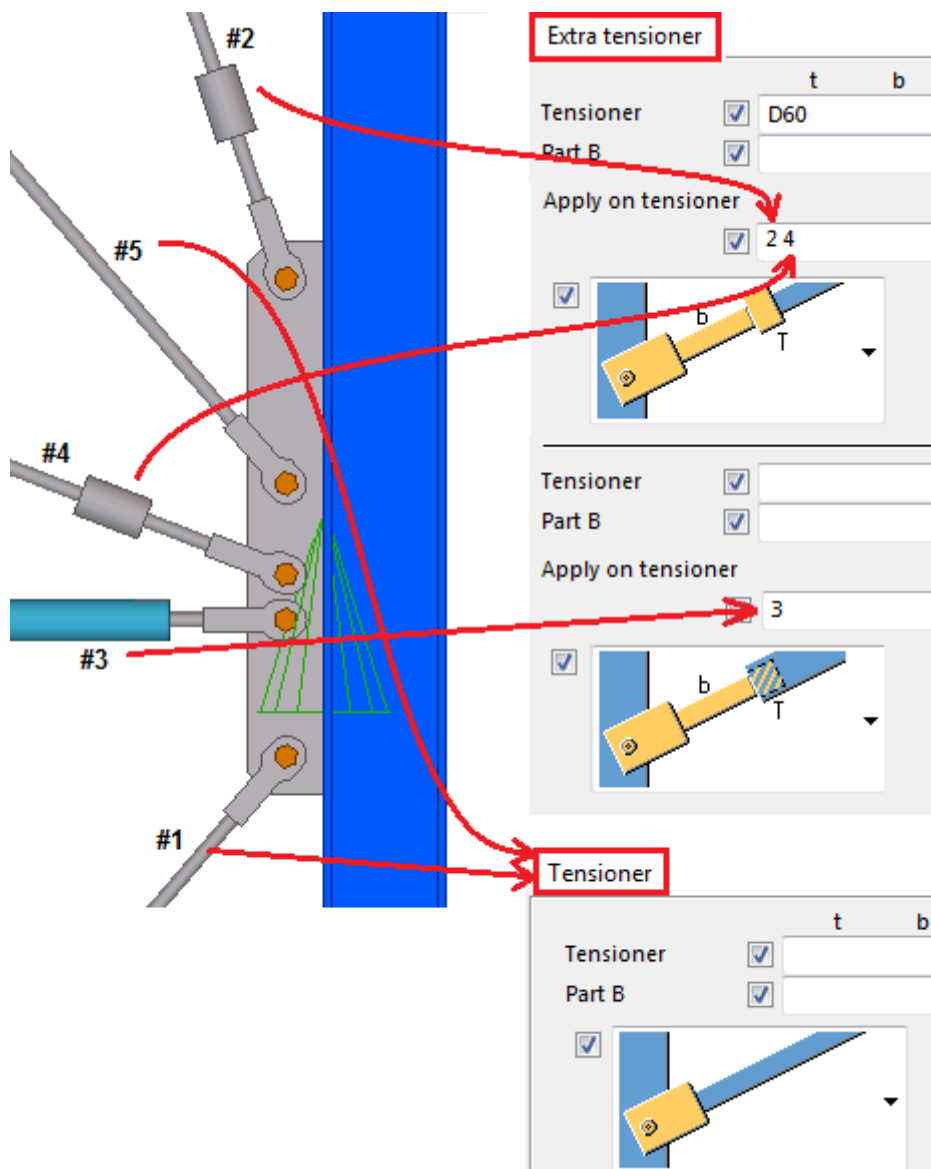 #2
#5
#4
#3
#1
Extra tensioner
t b
Tensioner D60
Part B
Apply on tensioner
2 4
b
T
Tensioner
Part B
Apply on tensioner
3
b
T
Tensioner
t b
Tensioner
Part B